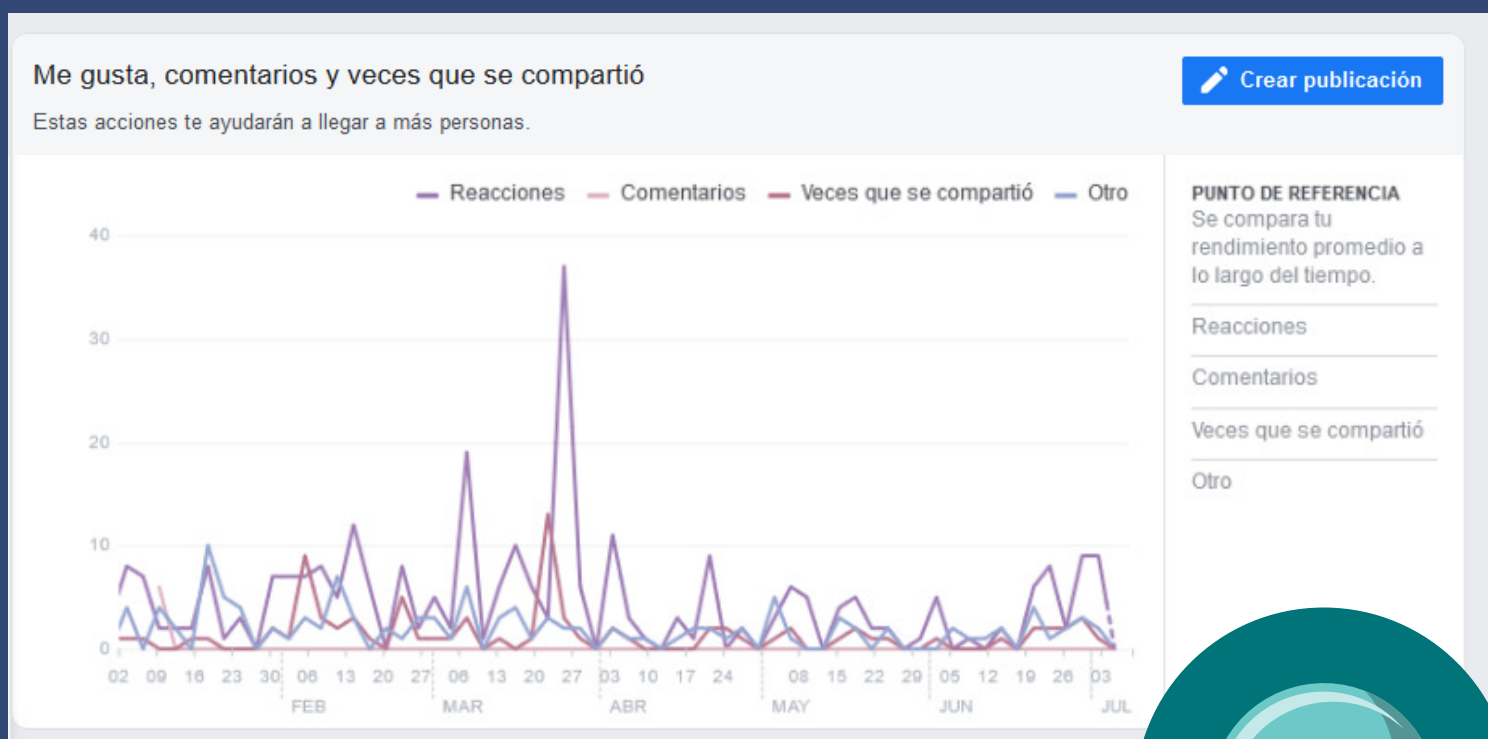 Me gusta, comentarios y veces que se compartió
Crear publicación
Estas acciones te ayudarán a llegar a más personas.
Reacciones Comentarios Veces que se compartió Otro
40
30
20
10
0
02 09 16 23 30 06 13 20 27 06 13 20 27 03 10 17 24 08 15 22 29 05 12 19 26 03
FEB MAR ABR MAY JUN JUL
PUNTO DE REFERENCIA
Se compara tu
rendimiento promedio a
lo largo del tiempo.
Reacciones
Comentarios
Veces que se compartió
Otro